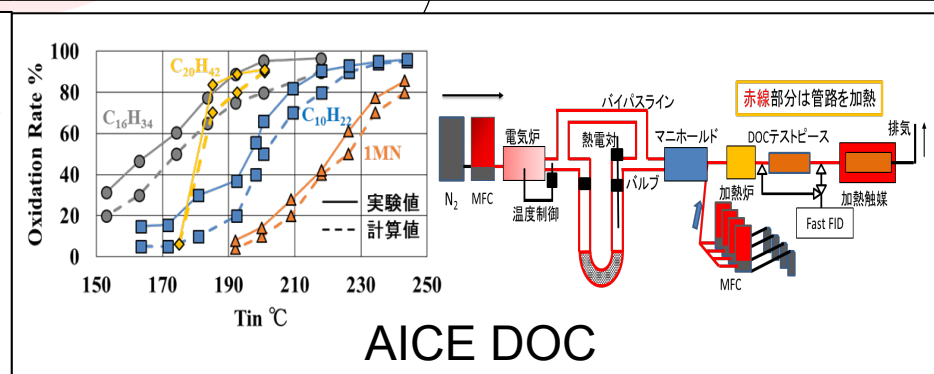 Oxidation Rate %
100
80
60
40
20
0
150
170
190
210
230
250
Tin ℃
C16H34
C20H42
C10H22
1MN
実験値
計算値
赤線部分は管路を加熱
バイパスライン
電気炉
熱電対
マニホールド
DOCテストピース
排気
N2
MFC
温度制御
バルブ
加熱炉
加熱触媒
Fast FID
MFC
AICE DOC